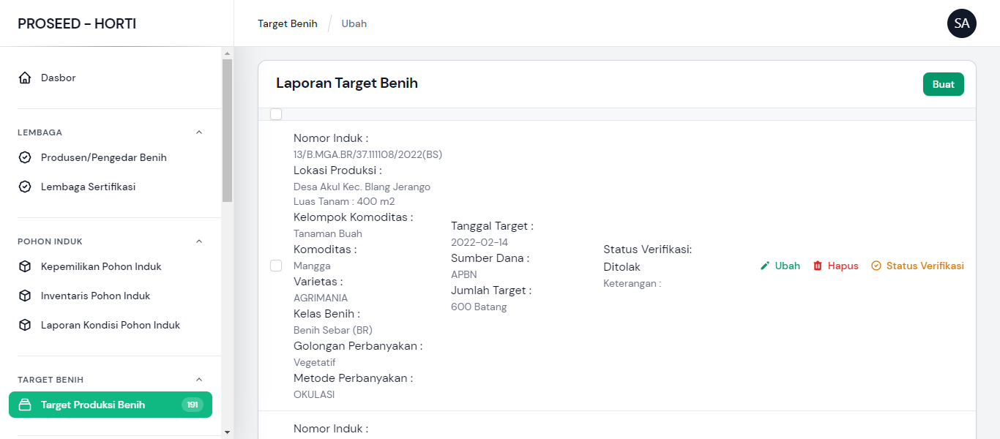 PROSEED - HORTI
Target Benih
Ubah
SA
Dasbor
LEMBAGA
Produsen/Pengedar Benih
Lembaga Sertifikasi
POHON INDUK
Kepemilikan Pohon Induk
Inventaris Pohon Induk
Laporan Kondisi Pohon Induk
TARGET BENIH
Target Produksi Benih 191
Laporan Target Benih
Buat
Nomor Induk :
13/B.MGA.BR/37.111108/2022(BS)
Lokasi Produksi :
Desa Akul Kec. Blang Jerango
Luas Tanam : 400 m2
Kelompok Komoditas :
Tanaman Buah
Komoditas :
Mangga
Varietas :
AGRIMANIA
Kelas Benih :
Benih Sebar (BR)
Golongan Perbanyakan :
Vegetatif
Metode Perbanyakan :
OKULASI
Tanggal Target :
2022-02-14
Sumber Dana :
APBN
Jumlah Target :
600 Batang
Status Verifikasi:
Ditolak
Keterangan :
Ubah
Hapus
Status Verifikasi
Nomor Induk :